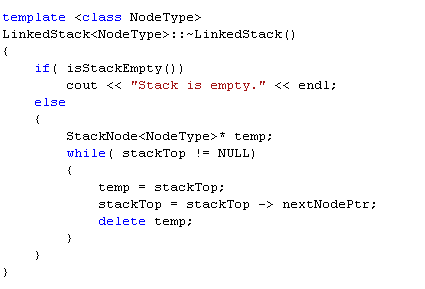 template <class NodeType>
LinkedStack<NodeType>::~LinkedStack()
{
    if( isStackEmpty())
        cout << "Stack is empty." << endl;
    else
    {
        StackNode<NodeType>* temp;
        while( stackTop != NULL)
        {
            temp = stackTop;
            stackTop = stackTop -> nextNodePtr;
            delete temp;
        }
    }
}